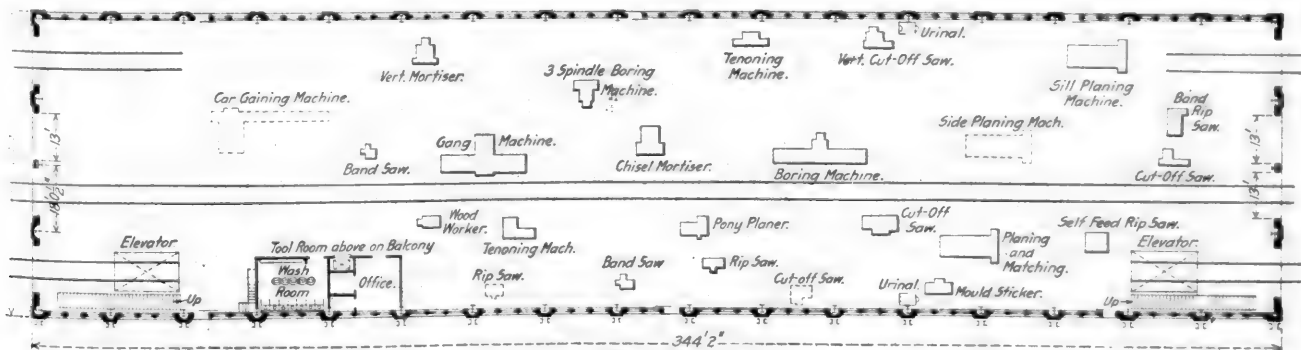 Urinal.
Vert. Mortiser.
3 Spindle Boring
Machine.
Tenoning
Machine.
Vert. Cut-Off Saw.
Sill Planing
Machine.
Car Gaining Machine.
Band
Rip
Saw.
Gang Machine.
Band Saw.
Chisel Mortiser.
Boring Machine.
Side Planing Mach.
Cut-Off Saw.
13'
13'
13'
13'
Wood
Worker.
Tenoning Mach.
Pony Planer.
Cut-Off
Saw.
Planing
and
Matching.
Self Feed Rip Saw.
Elevator
Tool Room above on Balcony
Wash
Room
Office.
Rip Saw.
Band Saw
Rip Saw.
Cut-off Saw.
Urinal.
Mould Sticker.
Elevator.
Up
Up
344'2"